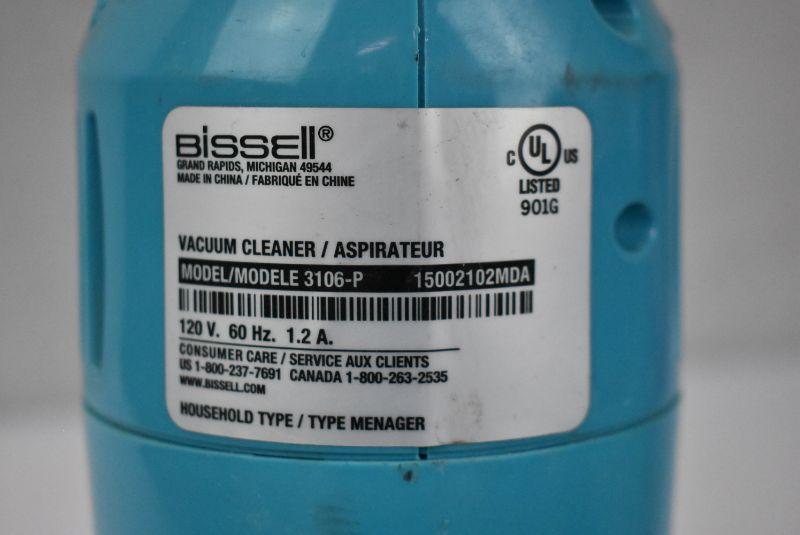 BISSELL®
GRAND RAPIDS, MICHIGAN 49544
MADE IN CHINA / FABRIQUÉ EN CHINE
C UL US
LISTED
901G
VACUUM CLEANER / ASPIRATEUR
MODEL/MODELE 3106-P 15002102MDA
120 V. 60 Hz. 1.2 A.
CONSUMER CARE / SERVICE AUX CLIENTS
US 1-800-237-7691 CANADA 1-800-263-2535
WWW.BISSELL.COM
HOUSEHOLD TYPE / TYPE MENAGER